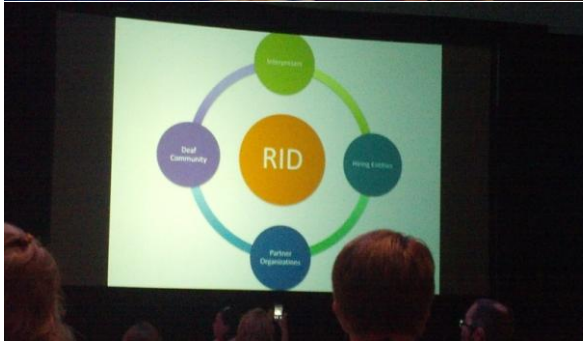 Interpreters
Deaf
Community
RID
Hiring Entities
Partner
Organizations